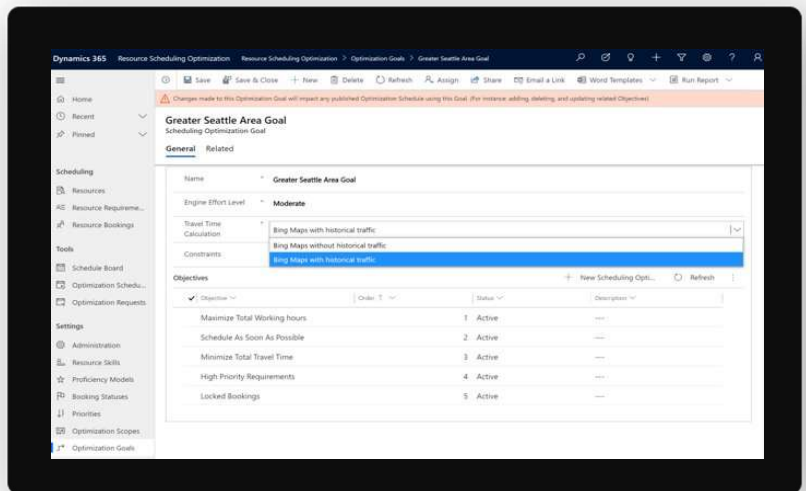 Dynamics 365 Resource Scheduling Optimization Resource Scheduling Optimization > Optimization Goals > Greater Seattle Area Goal
Save Save & Close + New Delete Refresh Assign Share Email a Link Word Templates Run Report
Changes made to this Optimization Goal will impact any published Optimization Schedule using this Goal (For instance: adding, deleting, and updating related Objectives)
Home
Recent
Pinned
Scheduling
Resources
Resource Requireme...
Resource Bookings
Tools
Schedule Board
Optimization Schedu...
Optimization Requests
Settings
Administration
Resource Skills
Proficiency Models
Booking Statuses
Priorities
Optimization Scopes
Optimization Goals
Greater Seattle Area Goal
Scheduling Optimization Goal
General Related
Name * Greater Seattle Area Goal
Engine Effort Level * Moderate
Travel Time Calculation * Bing Maps with historical traffic
Bing Maps without historical traffic
Bing Maps with historical traffic
Constraints
Objectives + New Scheduling Opti... Refresh
Objective Order ↑ Status Description
Maximize Total Working hours 1 Active ---
Schedule As Soon As Possible 2 Active ---
Minimize Total Travel Time 3 Active ---
High Priority Requirements 4 Active ---
Locked Bookings 5 Active ---